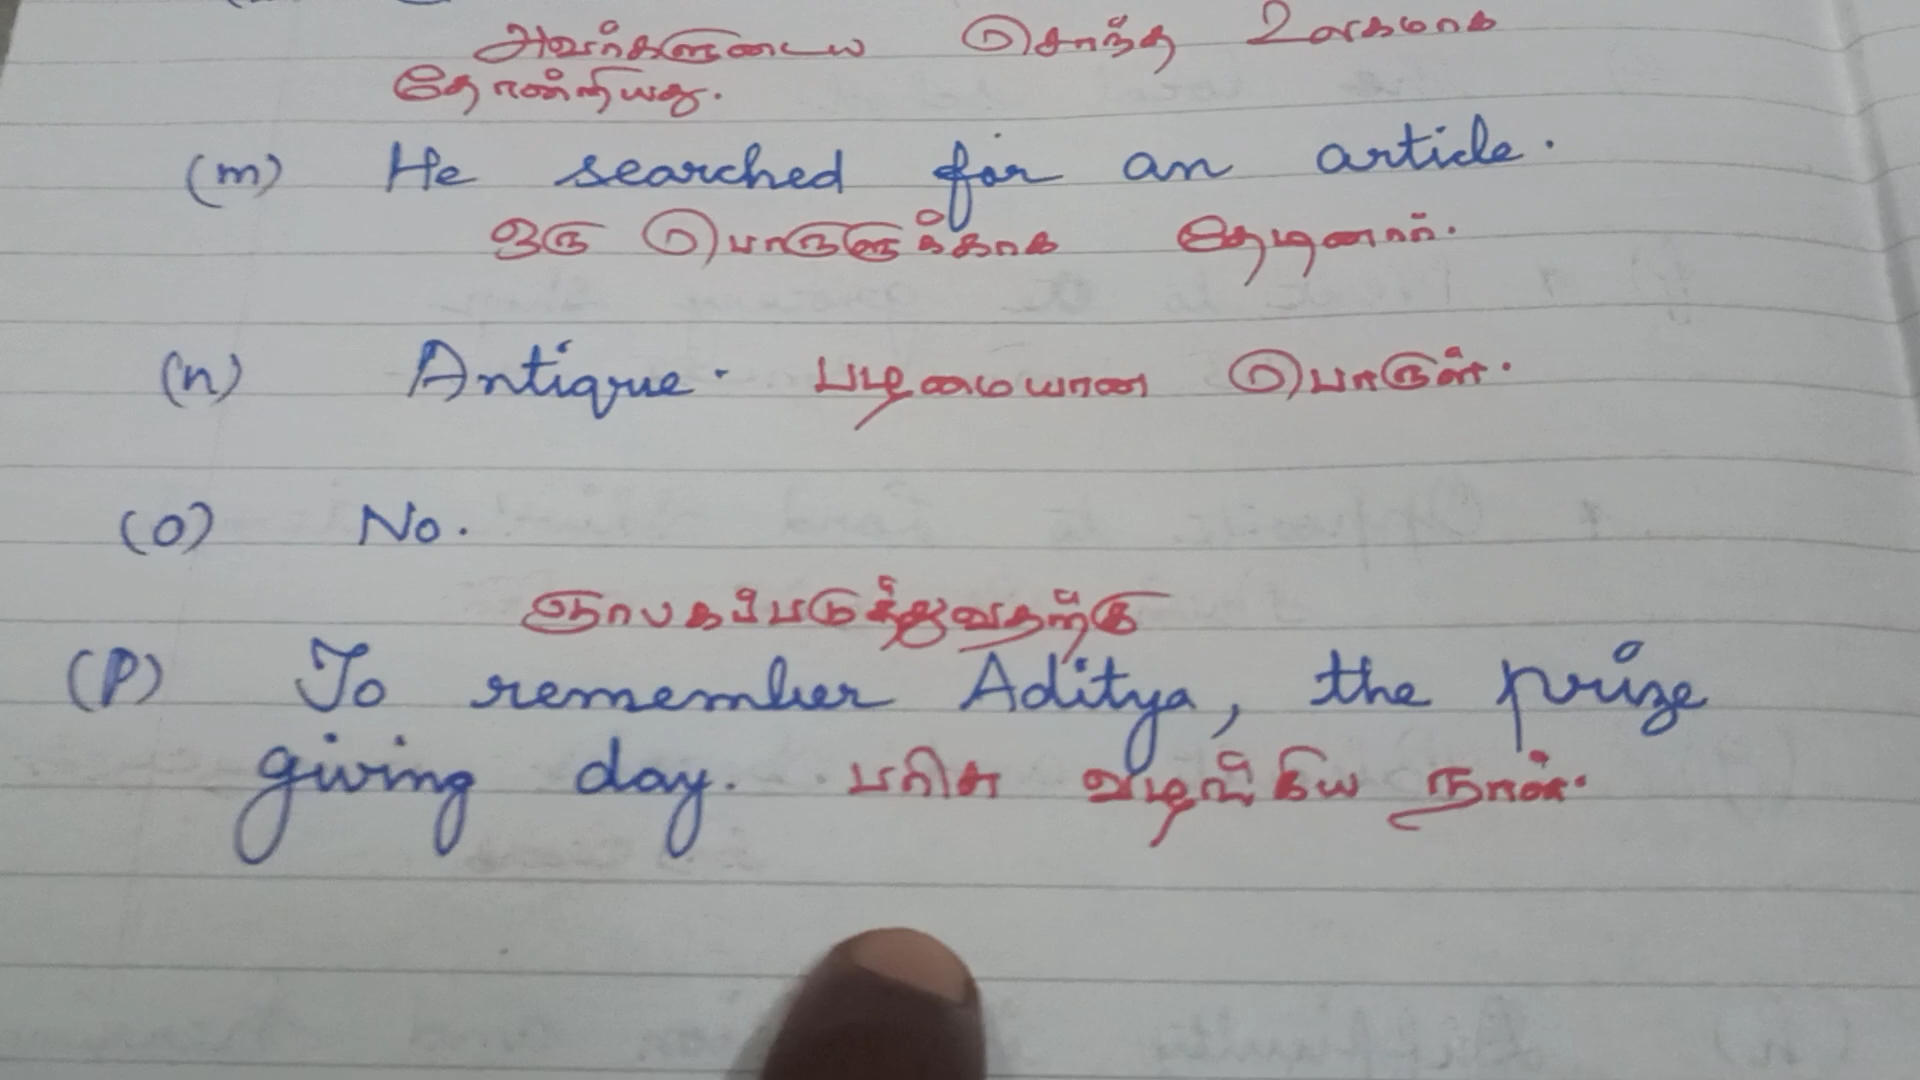 அவர்களுடைய சொந்த உலகமாக
தோன்றியது.
(m) He searched for an article.
ஒரு பொருளுக்காக தேடினார்.
(n) Antique. பழமையான பொருள்.
(o) No.
ஞாபகப்படுத்துவதற்கு
(P) To remember Aditya, the prize
giving day. பரிசு வழங்கிய நாள்.